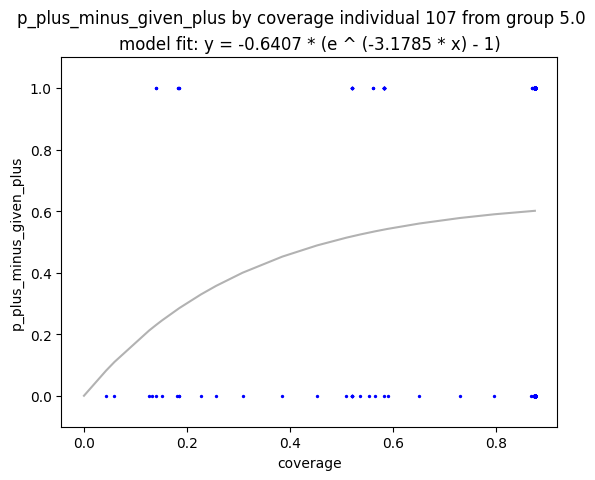 p_plus_minus_given_plus by coverage individual 107 from group 5.0
model fit: y = -0.6407 * (e ^ (-3.1785 * x) - 1)
1.0
0.8
0.6
0.4
0.2
0.0
p_plus_minus_given_plus
0.0 0.2 0.4 0.6 0.8
coverage